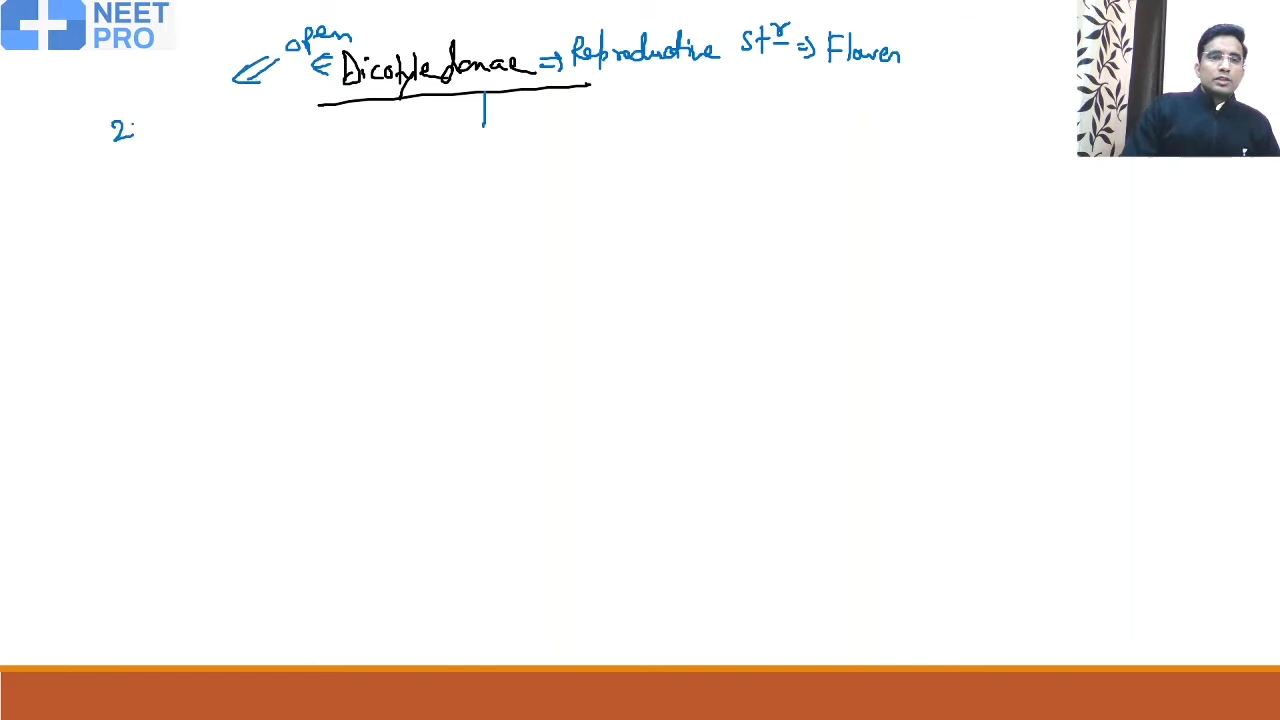 NEET
PRO
open
⇐ Dicotyledonae ⇒ Reproductive str ⇒ Flower
2